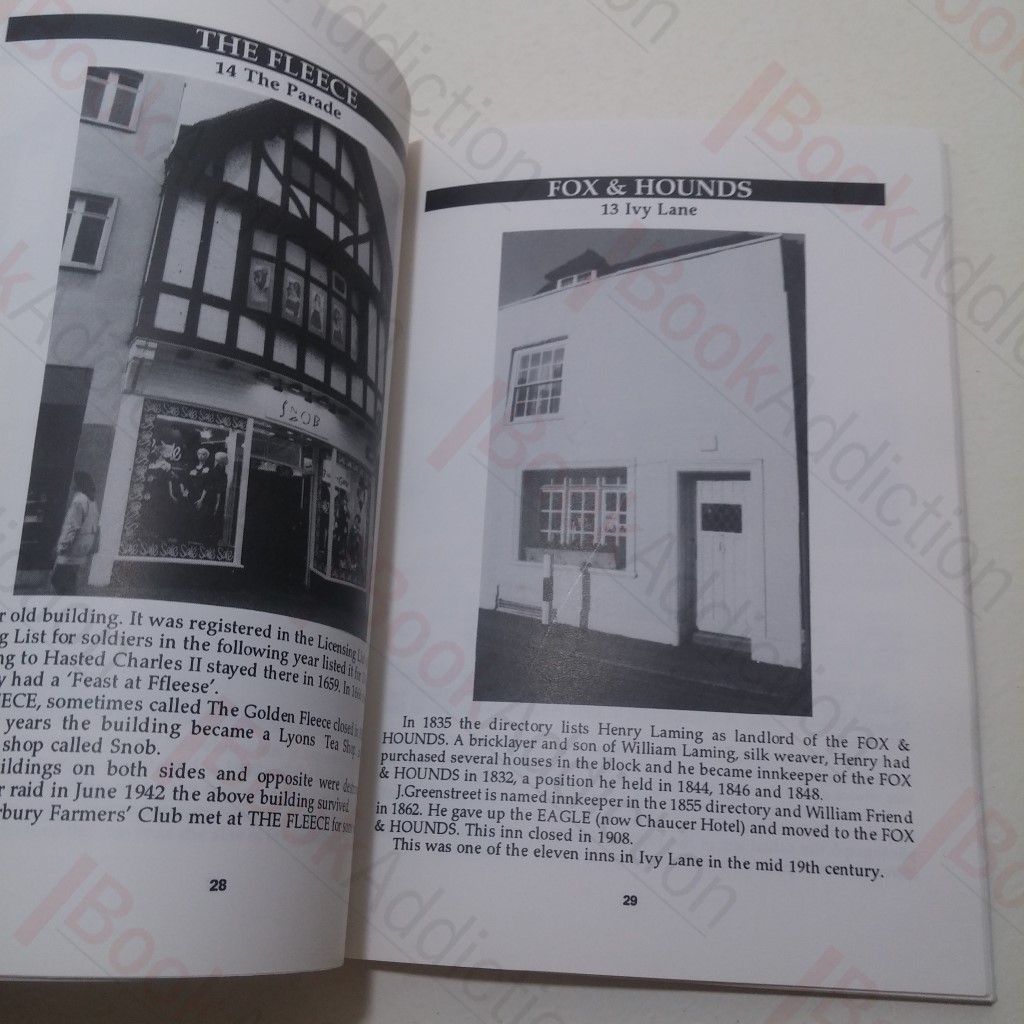 THE FLEECE
14 The Parade
SNOB
Sale
r old building. It was registered in the Licensing
g List for soldiers in the following year listed it for
ng to Hasted Charles II stayed there in 1659. In
y had a ‘Feast at Ffleese’.
EECE, sometimes called The Golden Fleece closed
years the building became a Lyons Tea Shop
shop called Snob.
ildings on both sides and opposite were
r raid in June 1942 the above building survived.
rbury Farmers’ Club met at THE FLEECE for
28
FOX & HOUNDS
13 Ivy Lane
In 1835 the directory lists Henry Laming as landlord of the FOX &
HOUNDS. A bricklayer and son of William Laming, silk weaver, Henry had
purchased several houses in the block and he became innkeeper of the FOX
& HOUNDS in 1832, a position he held in 1844, 1846 and 1848.
J.Greenstreet is named innkeeper in the 1855 directory and William Friend
in 1862. He gave up the EAGLE (now Chaucer Hotel) and moved to the FOX
& HOUNDS. This inn closed in 1908.
This was one of the eleven inns in Ivy Lane in the mid 19th century.
29
BookAddiction